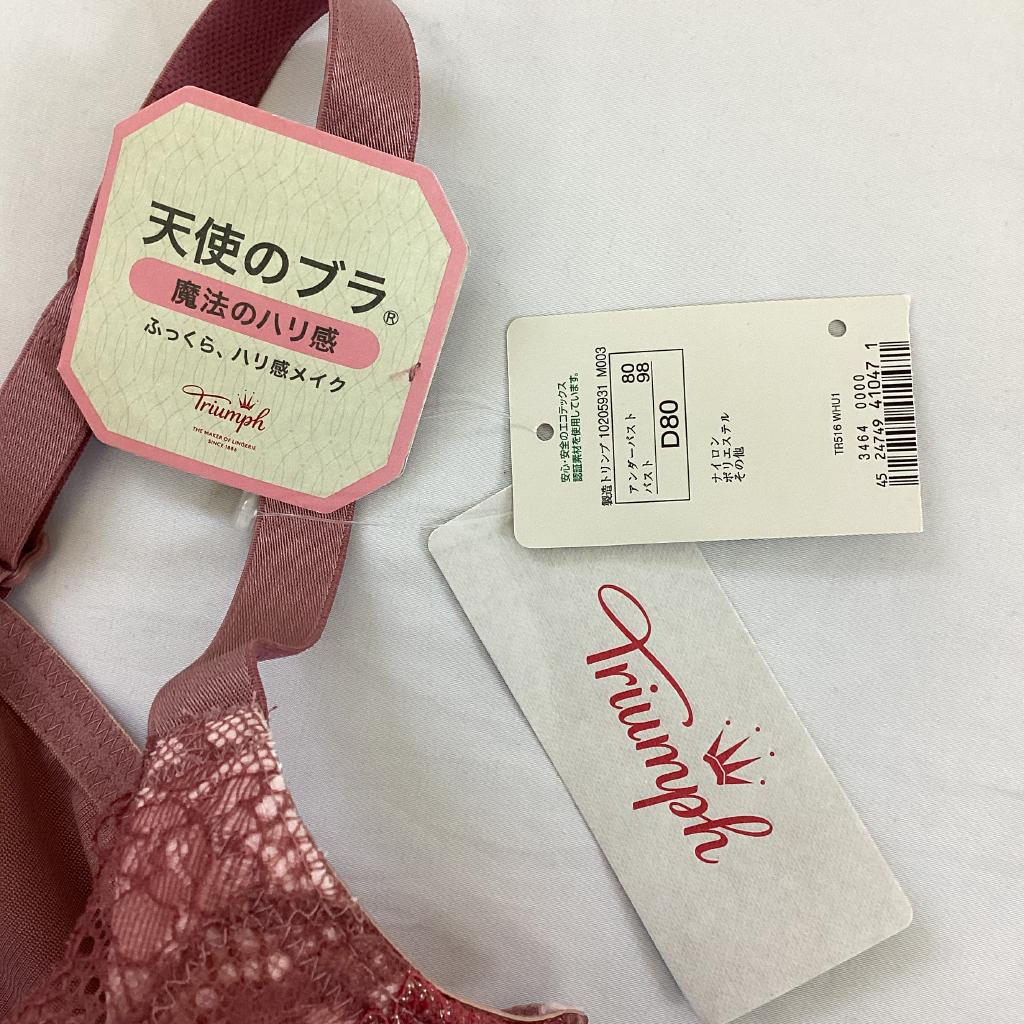 天使のブラ®
魔法のハリ感
ふっくら、ハリ感メイク
Triumph
THE MAKER OF LINGERIE
SINCE 1886
安心・安全のエコテックス
認証素材を使用しています。
製造トリンプ 10205931 M003
アンダーバスト 80
バスト 98
D80
ナイロン
ポリエステル
その他
TR516 WHU1
3464 0000
45 24749 41047 1
Triumph